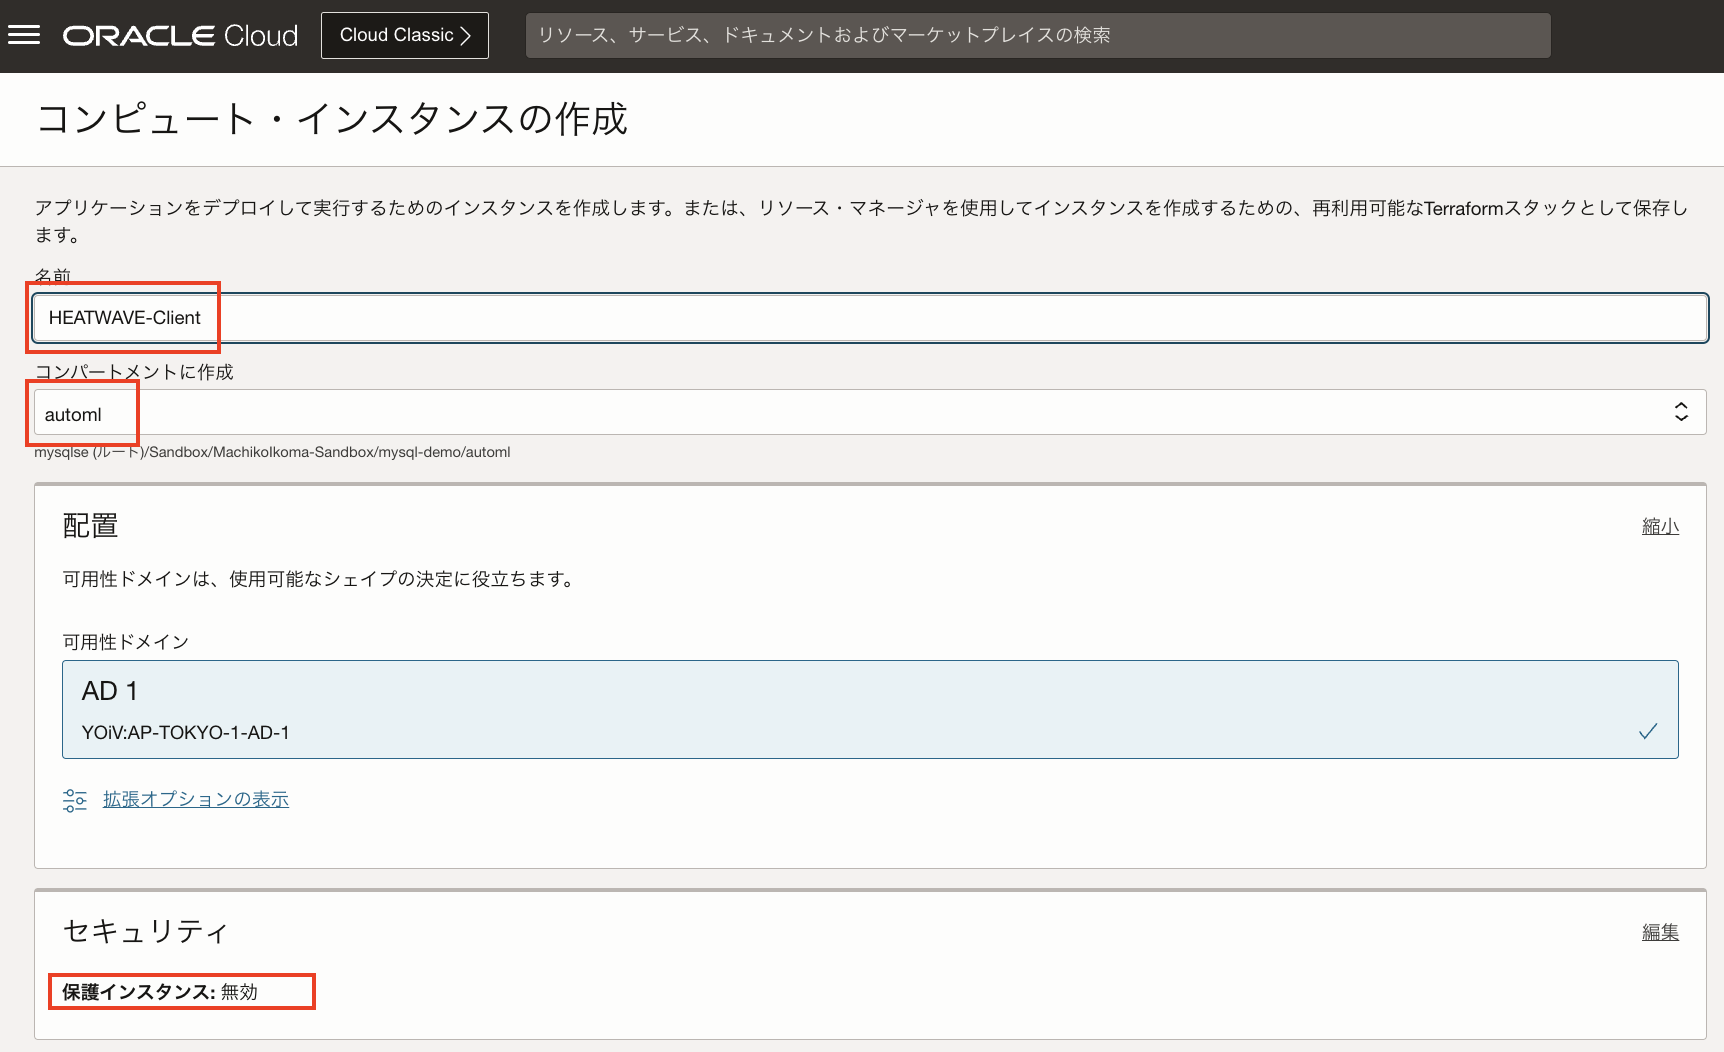 ORACLE Cloud
Cloud Classic
リソース、サービス、ドキュメントおよびマーケットプレイスの検索
コンピュート・インスタンスの作成
アプリケーションをデプロイして実行するためのインスタンスを作成します。または、リソース・マネージャを使用してインスタンスを作成するための、再利用可能なTerraformスタックとして保存し
ます。
名前
HEATWAVE-Client
コンパートメントに作成
automl
mysqlse (ルート)/Sandbox/MachikoIkoma-Sandbox/mysql-demo/automl
配置
縮小
可用性ドメインは、使用可能なシェイプの決定に役立ちます。
可用性ドメイン
AD 1
YOiV:AP-TOKYO-1-AD-1
拡張オプションの表示
セキュリティ
編集
保護インスタンス: 無効